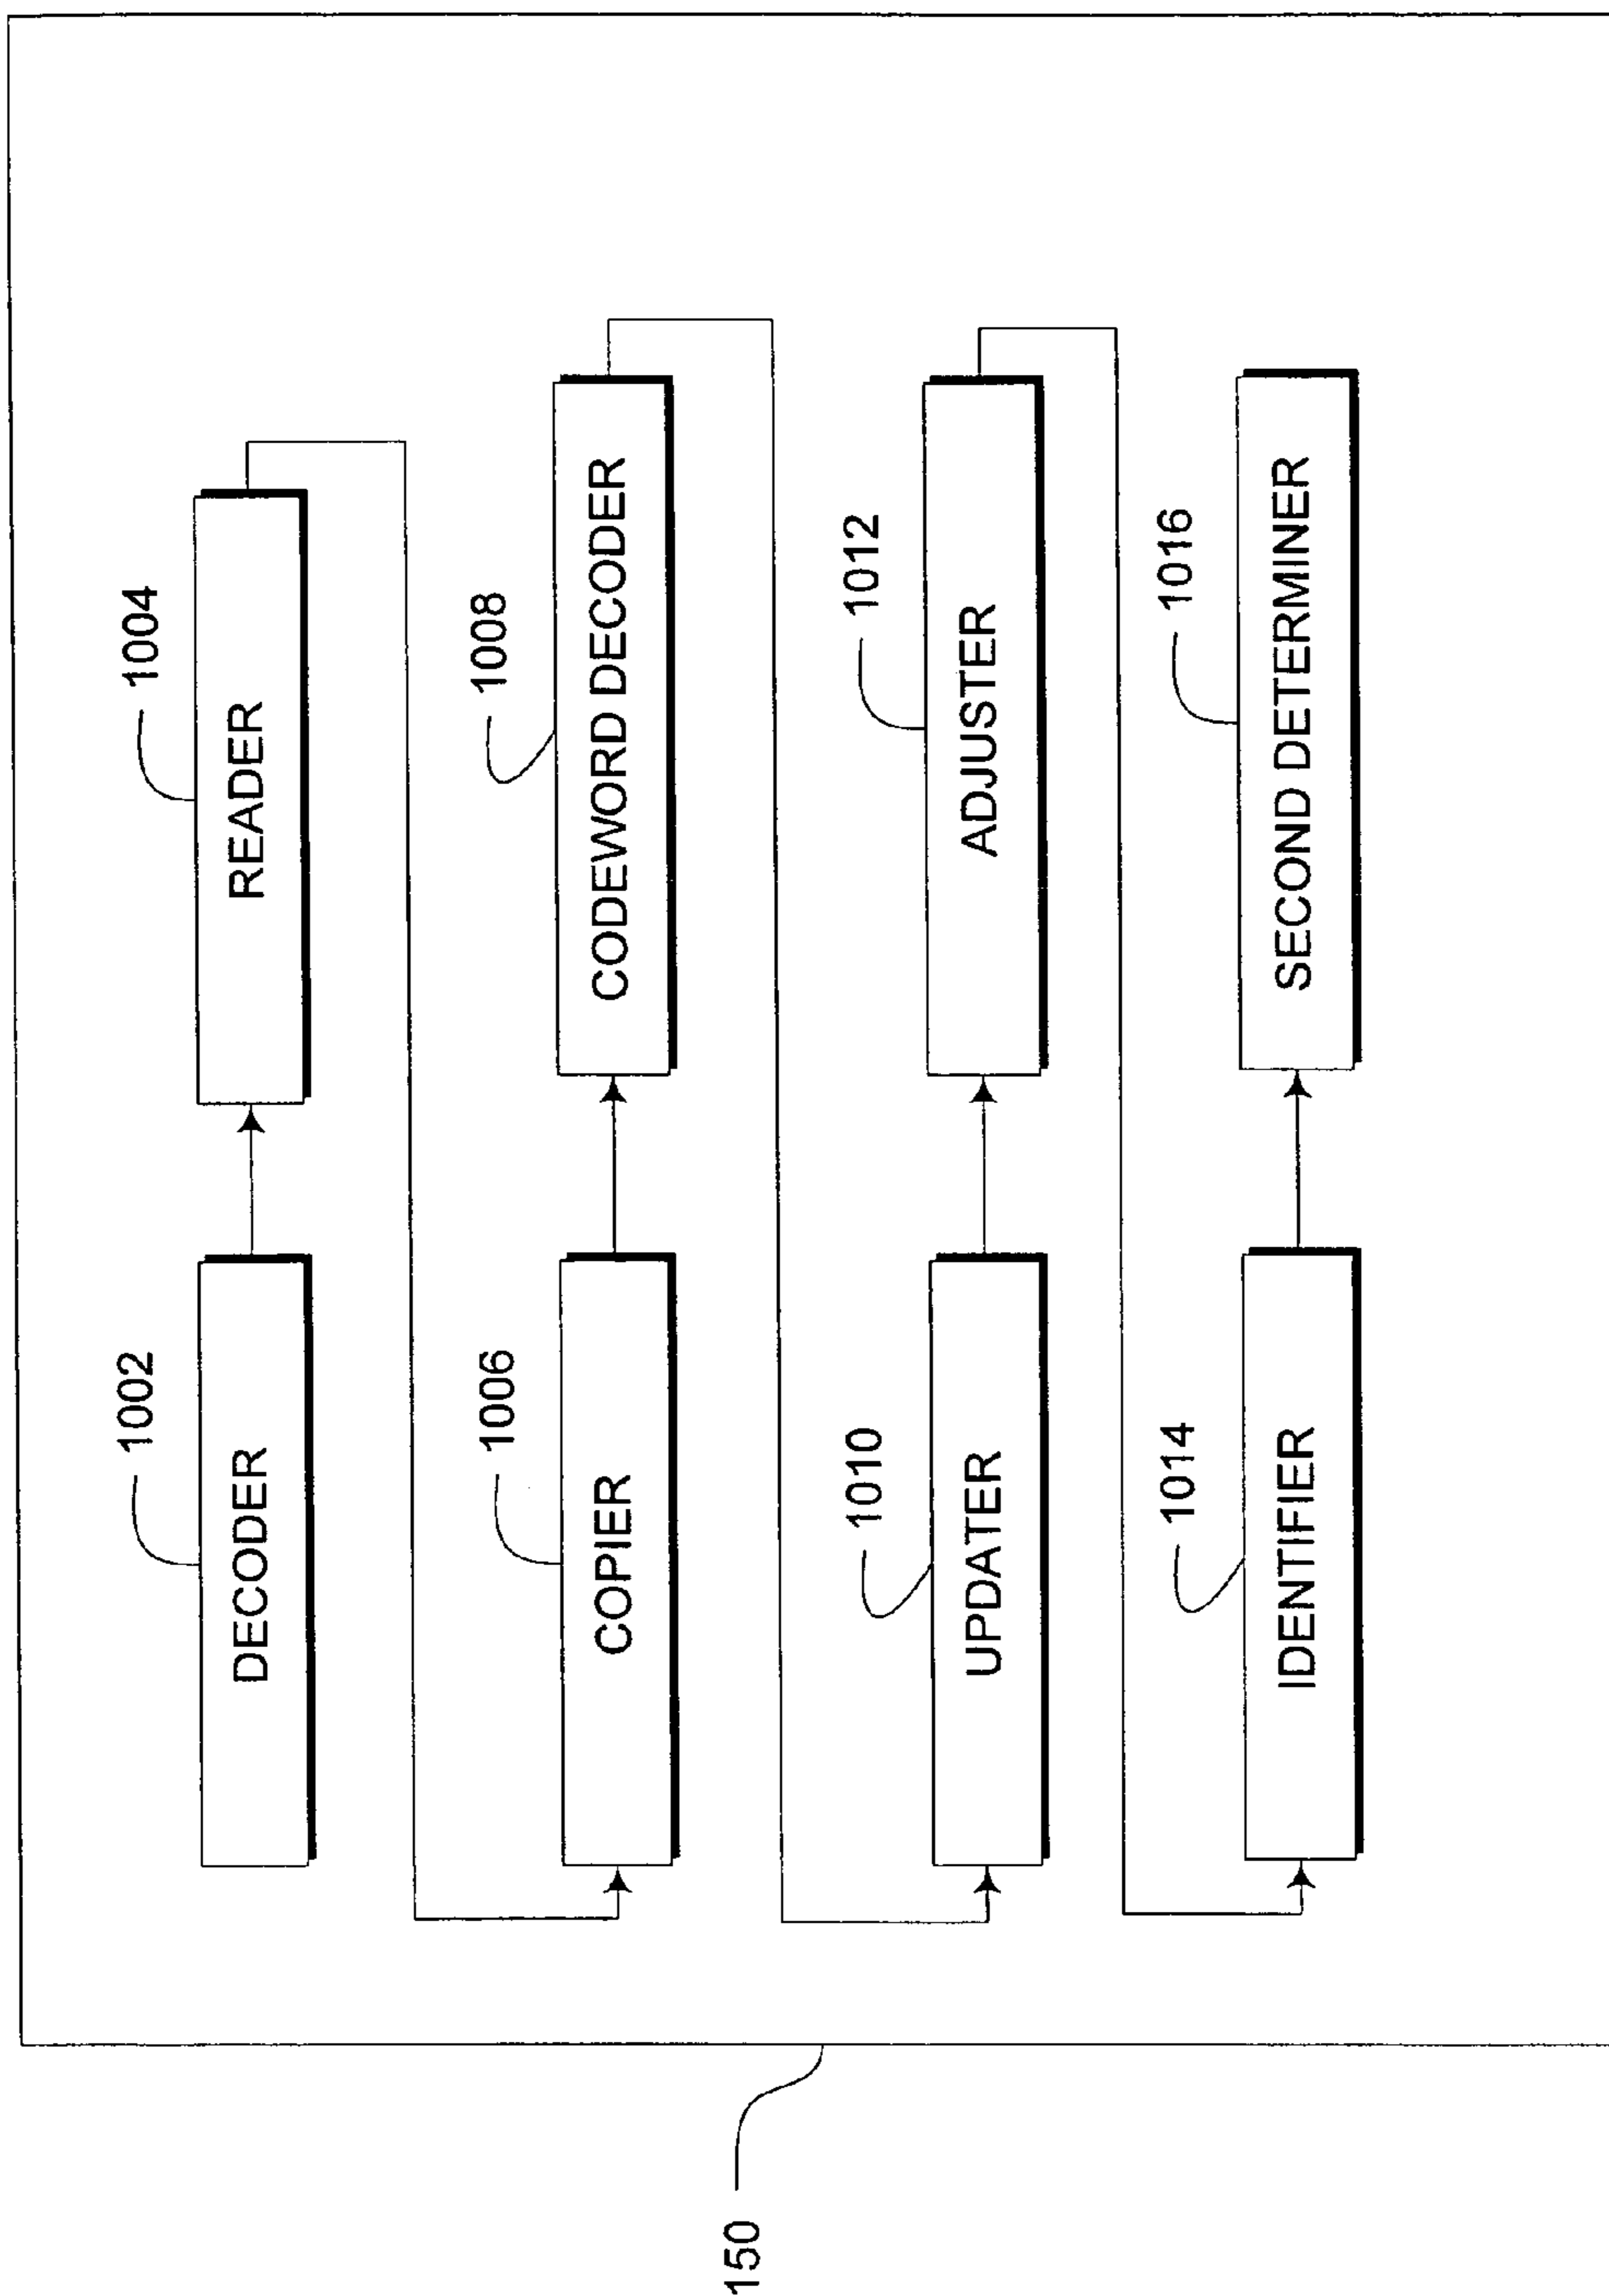 150
1002
DECODER
1004
READER
1006
COPIER
1008
CODEWORD DECODER
1010
UPDATER
1012
ADJUSTER
1014
IDENTIFIER
1016
SECOND DETERMINER